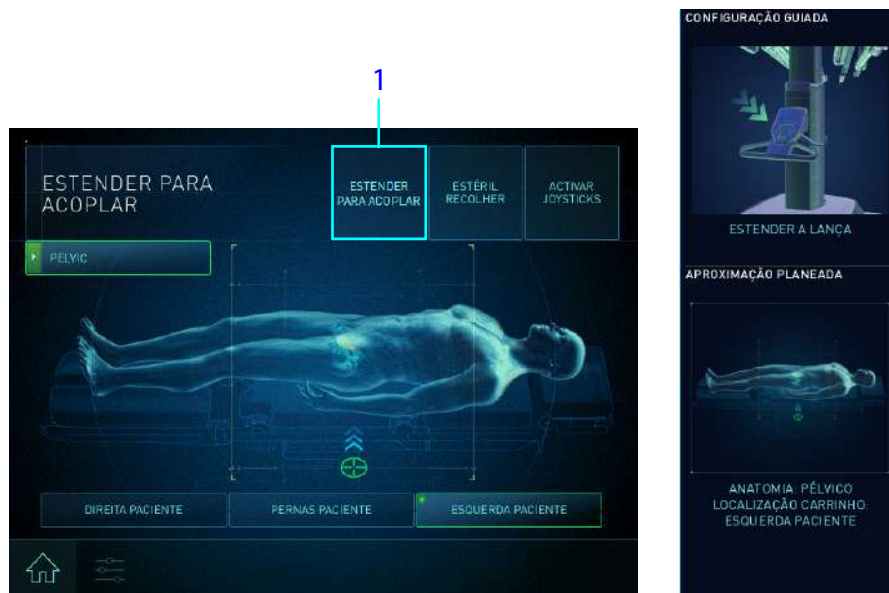 1
ESTENDER PARA
ACOPLAR
ESTENDER
PARA ACOPLAR
ESTÉRIL
RECOLHER
ACTIVAR
JOYSTICKS
PELVIC
DIREITA PACIENTE
PERNAS PACIENTE
ESQUERDA PACIENTE
CONFIGURAÇÃO GUIADA
ESTENDER A LANÇA
APROXIMAÇÃO PLANEADA
ANATOMIA: PÉLVICO
LOCALIZAÇÃO CARRINHO:
ESQUERDA PACIENTE